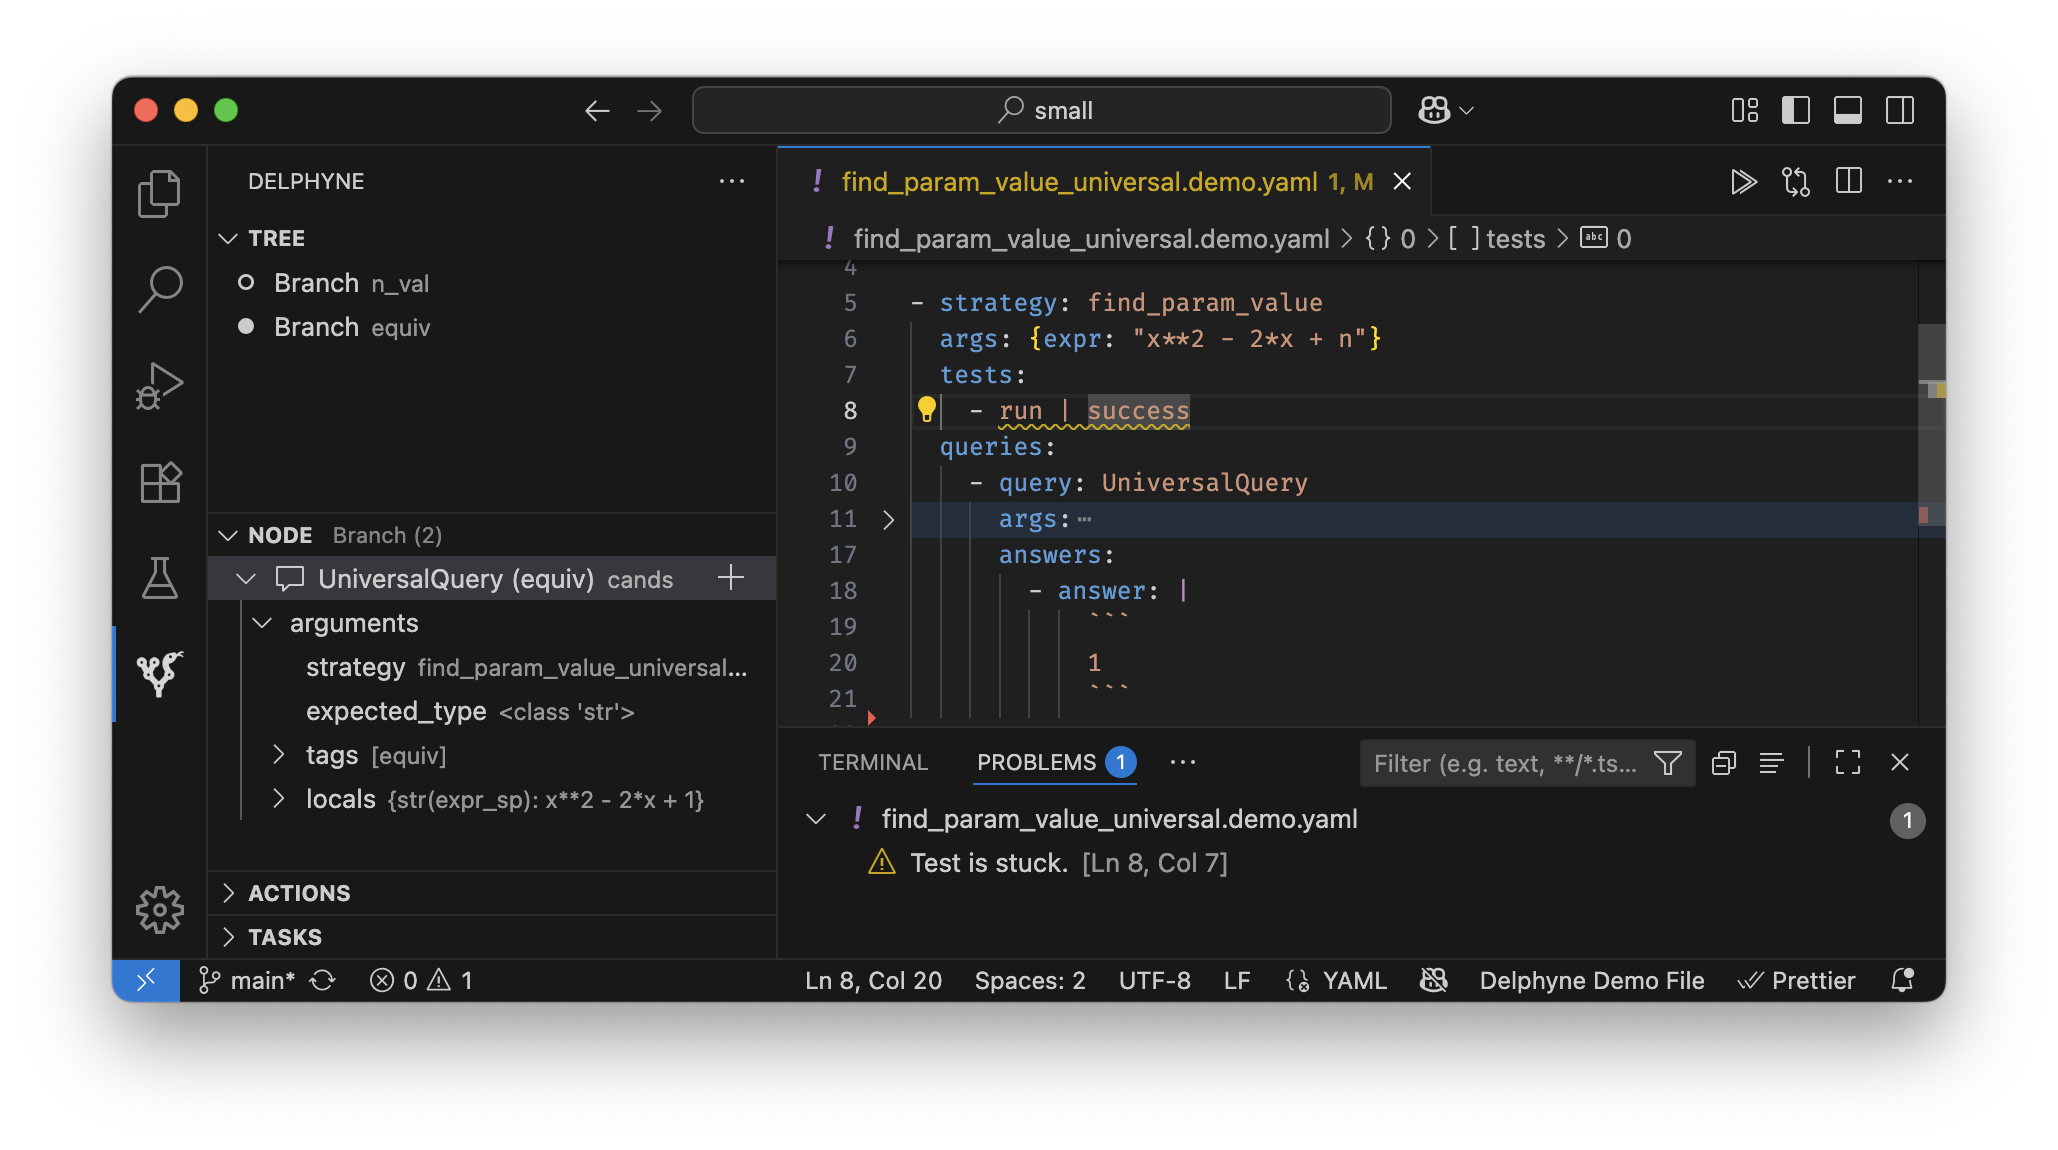 small
DELPHYNE
TREE
Branch n_val
Branch equiv
NODE Branch (2)
UniversalQuery (equiv) cands
arguments
strategy find_param_value_universal...
expected_type <class 'str'>
tags [equiv]
locals {str(expr_sp): x**2 - 2*x + 1}
ACTIONS
TASKS
! find_param_value_universal.demo.yaml 1, M
! find_param_value_universal.demo.yaml > {} 0 > [ ] tests > abc 0
4
5 - strategy: find_param_value
6 args: {expr: "x**2 - 2*x + n"}
7 tests:
8 - run | success
9 queries:
10 - query: UniversalQuery
11 args: ⋯
17 answers:
18 - answer: |
19 ```
20 1
21 ```
TERMINAL PROBLEMS 1 ···
Filter (e.g. text, **/*.ts...
! find_param_value_universal.demo.yaml 1
Test is stuck. [Ln 8, Col 7]
main* 0 1 Ln 8, Col 20 Spaces: 2 UTF-8 LF {} YAML Delphyne Demo File Prettier